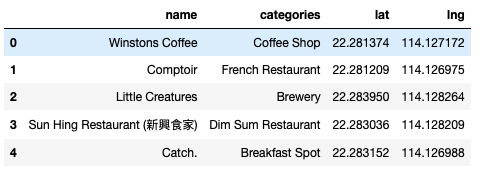 name categories lat lng
0 Winstons Coffee Coffee Shop 22.281374 114.127172
1 Comptoir French Restaurant 22.281209 114.126975
2 Little Creatures Brewery 22.283950 114.128264
3 Sun Hing Restaurant (新興食家) Dim Sum Restaurant 22.283036 114.128209
4 Catch. Breakfast Spot 22.283152 114.126988